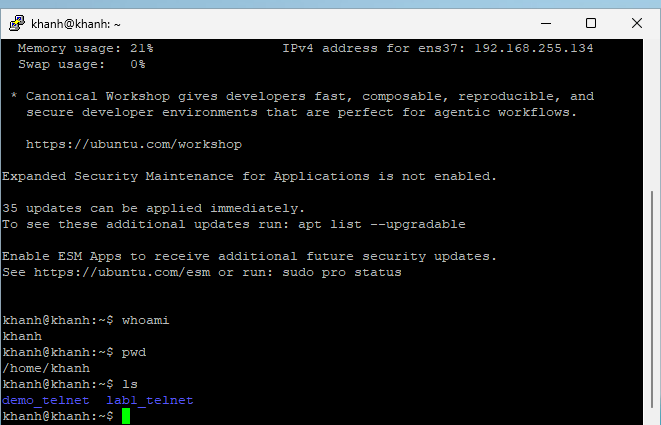 khanh@khanh: ~
Memory usage: 21% IPv4 address for ens37: 192.168.255.134
Swap usage: 0%
* Canonical Workshop gives developers fast, composable, reproducible, and
secure developer environments that are perfect for agentic workflows.
https://ubuntu.com/workshop
Expanded Security Maintenance for Applications is not enabled.
35 updates can be applied immediately.
To see these additional updates run: apt list --upgradable
Enable ESM Apps to receive additional future security updates.
See https://ubuntu.com/esm or run: sudo pro status
khanh@khanh:~$ whoami
khanh
khanh@khanh:~$ pwd
/home/khanh
khanh@khanh:~$ ls
demo_telnet lab1_telnet
khanh@khanh:~$